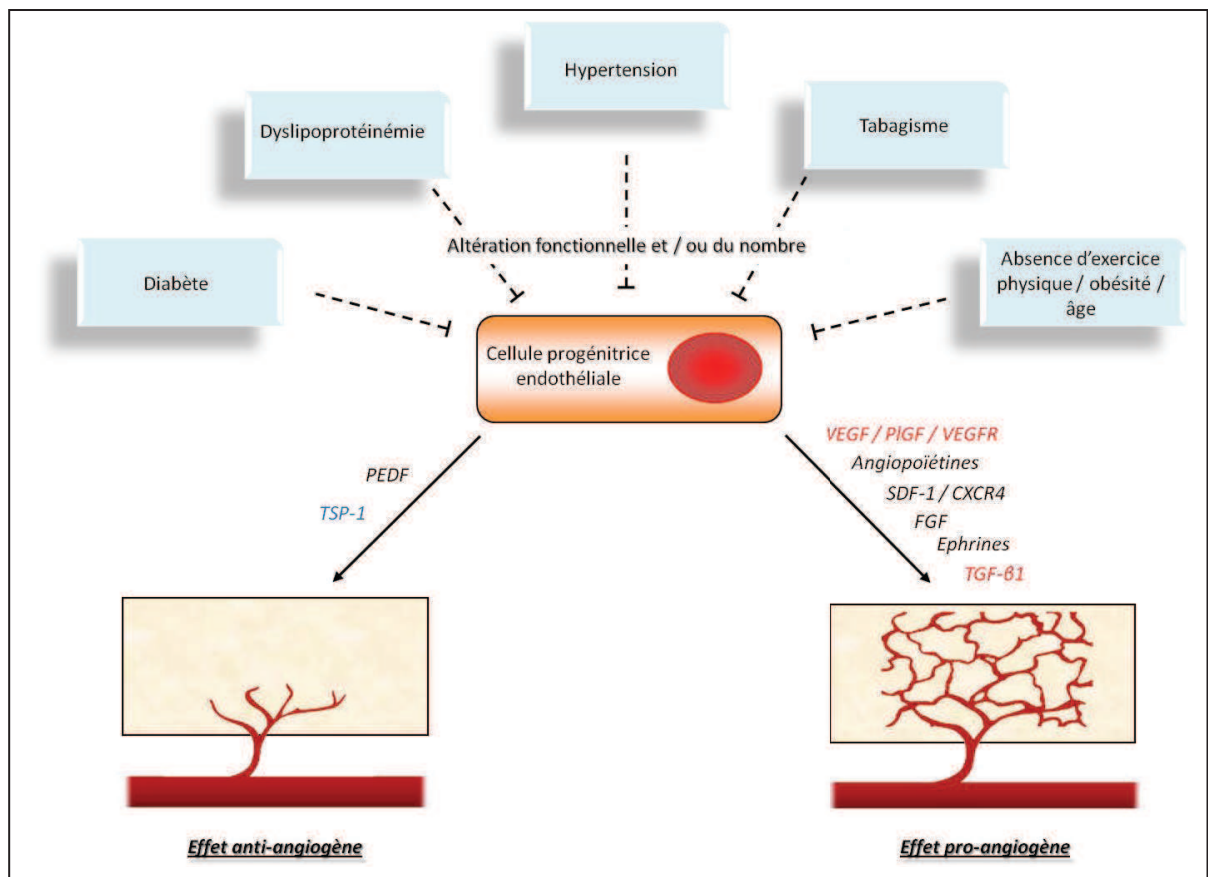 Hypertension
Dyslipoprotéinémie
Tabagisme
Altération fonctionnelle et / ou du nombre
Diabète
Absence d'exercice
physique / obésité /
âge
Cellule progénitrice
endothéliale
PEDF
TSP-1
VEGF / PlGF / VEGFR
Angiopoïétines
SDF-1 / CXCR4
FGF
Ephrines
TGF-β1
Effet anti-angiogène
Effet pro-angiogène